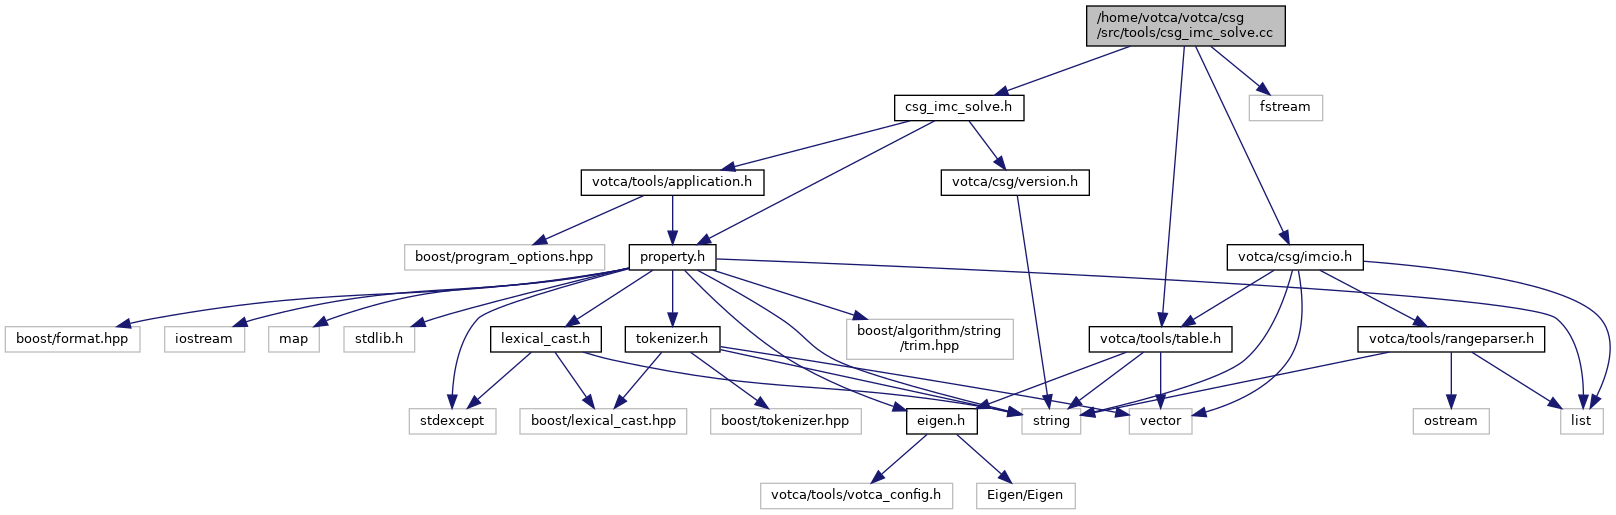 /home/votca/votca/csg
/src/tools/csg_imc_solve.cc
csg_imc_solve.h
fstream
votca/tools/application.h
votca/csg/version.h
boost/program_options.hpp
property.h
votca/csg/imcio.h
boost/format.hpp
iostream
map
stdlib.h
lexical_cast.h
tokenizer.h
boost/algorithm/string
/trim.hpp
votca/tools/table.h
votca/tools/rangeparser.h
stdexcept
boost/lexical_cast.hpp
boost/tokenizer.hpp
eigen.h
string
vector
ostream
list
votca/tools/votca_config.h
Eigen/Eigen